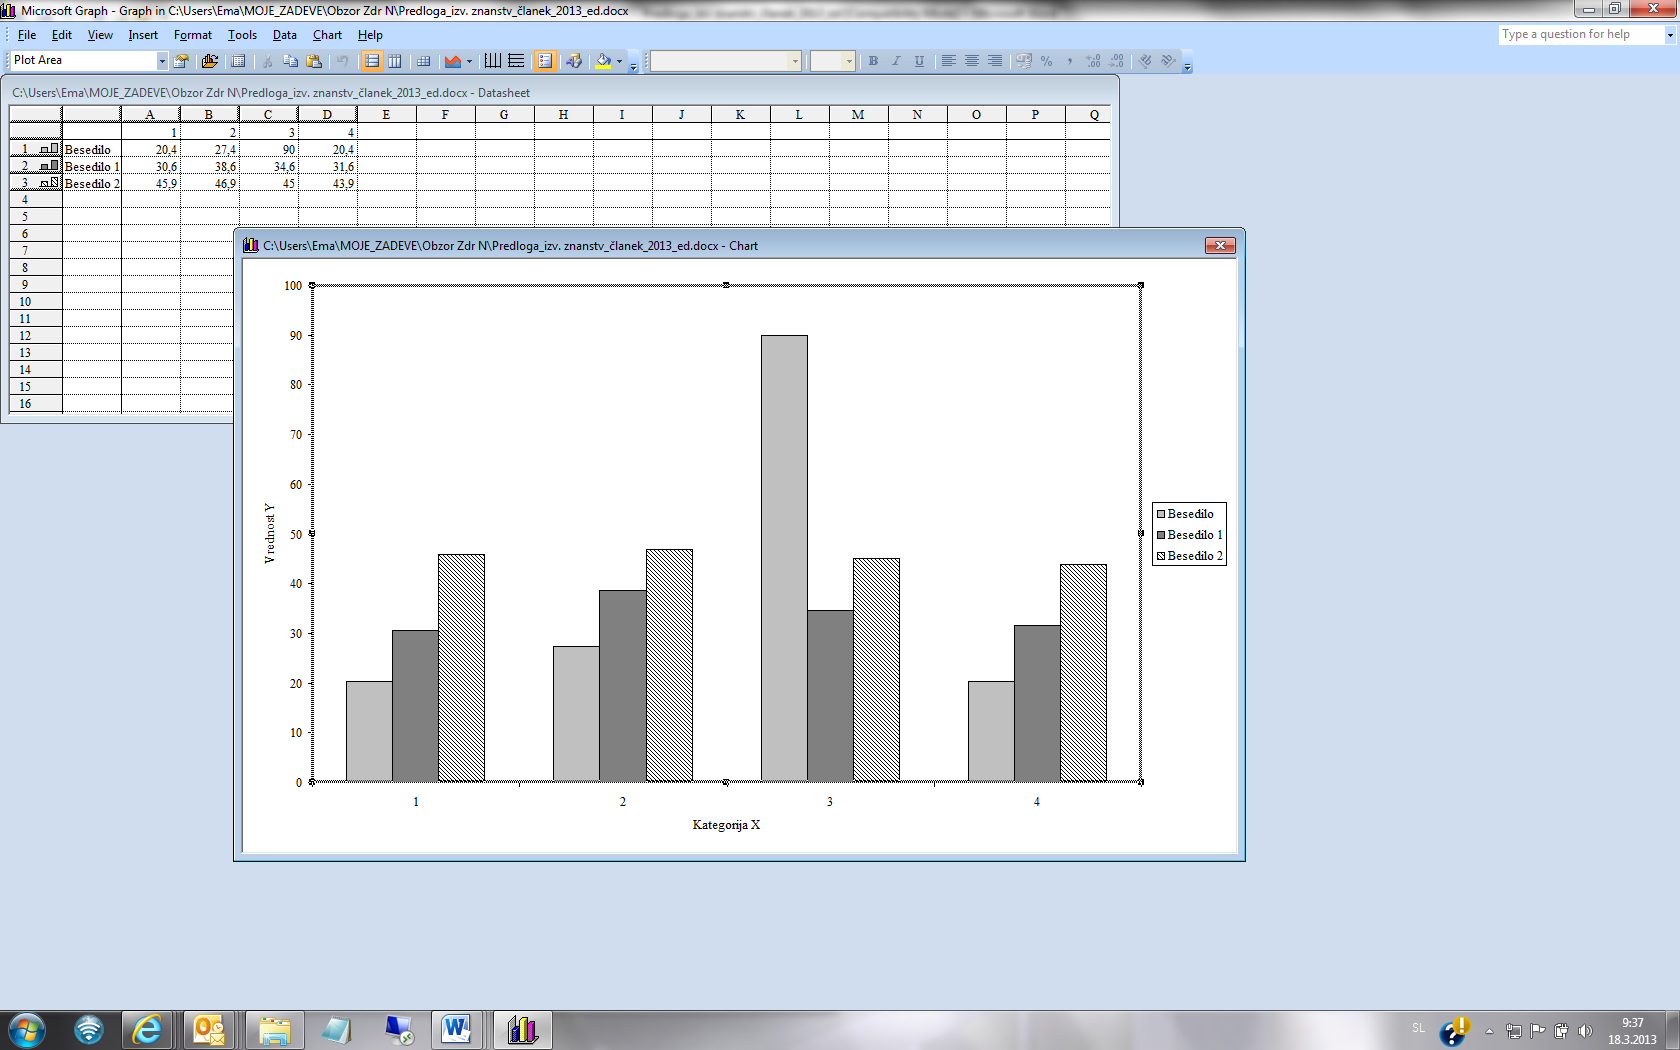 Microsoft Graph - Graph in C:\Users\Ema\MOJE_ZADEVE\Obzor Zdr N\Predloga_izv. znanstv_članek_2013_ed.docx
File Edit View Insert Format Tools Data Chart Help
Type a question for help
Plot Area
B I U % , ,00 ,0
C:\Users\Ema\MOJE_ZADEVE\Obzor Zdr N\Predloga_izv. znanstv_članek_2013_ed.docx - Datasheet
A B C D E F G H I J K L M N O P Q
1 2 3 4
1 Besedilo 20,4 27,4 90 20,4
2 Besedilo 1 30,6 38,6 34,6 31,6
3 Besedilo 2 45,9 46,9 45 43,9
4
5
6
7
8
9
10
11
12
13
14
15
16
C:\Users\Ema\MOJE_ZADEVE\Obzor Zdr N\Predloga_izv. znanstv_članek_2013_ed.docx - Chart
100
90
80
70
60
50
40
30
20
10
0
Vrednost Y
1 2 3 4
Kategorija X
Besedilo
Besedilo 1
Besedilo 2
SL
9:37
18.3.2013